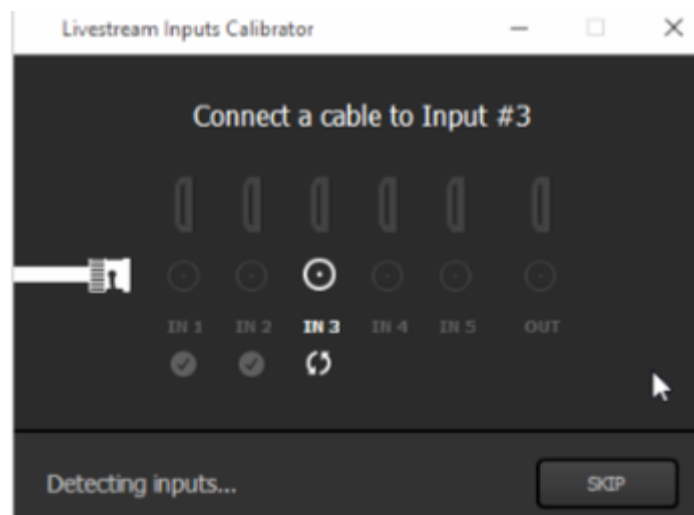 Livestream Inputs Calibrator
Connect a cable to Input #3
IN 1 IN 2 IN 3 IN 4 IN 5 OUT
Detecting inputs...
SKIP